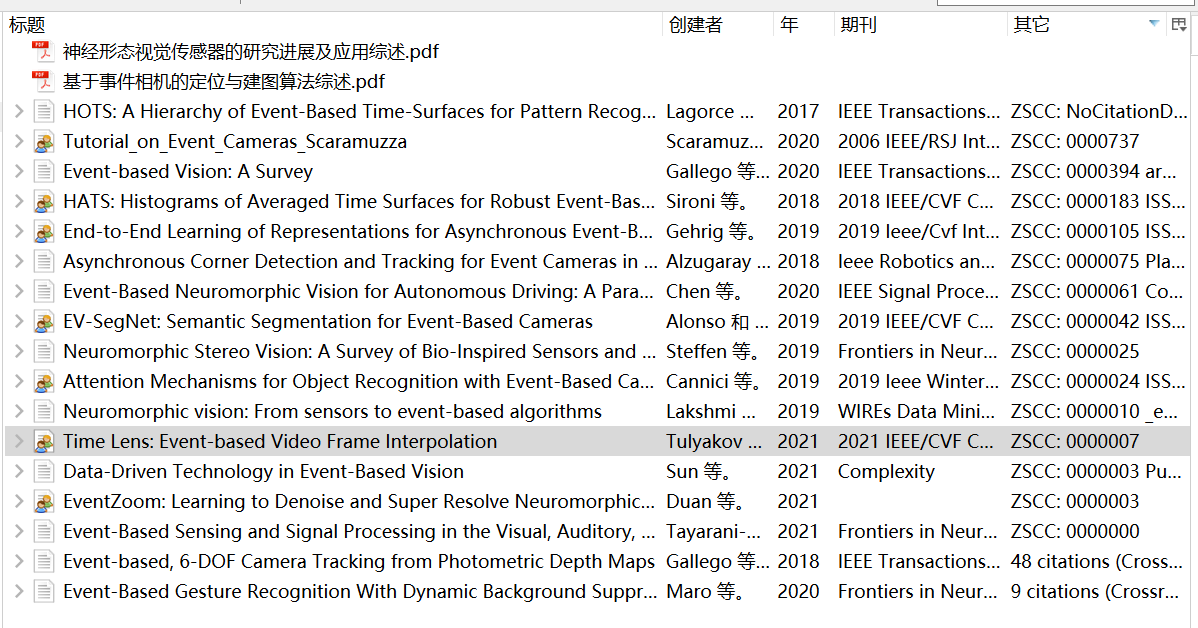 标题 创建者 年 期刊 其它
神经形态视觉传感器的研究进展及应用综述.pdf
基于事件相机的定位与建图算法综述.pdf
HOTS: A Hierarchy of Event-Based Time-Surfaces for Pattern Recog... Lagorce ... 2017 IEEE Transactions... ZSCC: NoCitationD...
Tutorial_on_Event_Cameras_Scaramuzza Scaramuz... 2020 2006 IEEE/RSJ Int... ZSCC: 0000737
Event-based Vision: A Survey Gallego 等... 2020 IEEE Transactions... ZSCC: 0000394 ar...
HATS: Histograms of Averaged Time Surfaces for Robust Event-Bas... Sironi 等。 2018 2018 IEEE/CVF C... ZSCC: 0000183 ISS...
End-to-End Learning of Representations for Asynchronous Event-B... Gehrig 等。 2019 2019 Ieee/Cvf Int... ZSCC: 0000105 ISS...
Asynchronous Corner Detection and Tracking for Event Cameras in ... Alzugaray ... 2018 Ieee Robotics an... ZSCC: 0000075 Pla...
Event-Based Neuromorphic Vision for Autonomous Driving: A Para... Chen 等。 2020 IEEE Signal Proce... ZSCC: 0000061 Co...
EV-SegNet: Semantic Segmentation for Event-Based Cameras Alonso 和 ... 2019 2019 IEEE/CVF C... ZSCC: 0000042 ISS...
Neuromorphic Stereo Vision: A Survey of Bio-Inspired Sensors and ... Steffen 等。 2019 Frontiers in Neur... ZSCC: 0000025
Attention Mechanisms for Object Recognition with Event-Based Ca... Cannici 等。 2019 2019 Ieee Winter... ZSCC: 0000024 ISS...
Neuromorphic vision: From sensors to event-based algorithms Lakshmi ... 2019 WIREs Data Mini... ZSCC: 0000010 _e...
Time Lens: Event-based Video Frame Interpolation Tulyakov ... 2021 2021 IEEE/CVF C... ZSCC: 0000007
Data-Driven Technology in Event-Based Vision Sun 等。 2021 Complexity ZSCC: 0000003 Pu...
EventZoom: Learning to Denoise and Super Resolve Neuromorphic... Duan 等。 2021 ZSCC: 0000003
Event-Based Sensing and Signal Processing in the Visual, Auditory, ... Tayarani-... 2021 Frontiers in Neur... ZSCC: 0000000
Event-based, 6-DOF Camera Tracking from Photometric Depth Maps Gallego 等... 2018 IEEE Transactions... 48 citations (Cross...
Event-Based Gesture Recognition With Dynamic Background Suppr... Maro 等。 2020 Frontiers in Neur... 9 citations (Crossr...